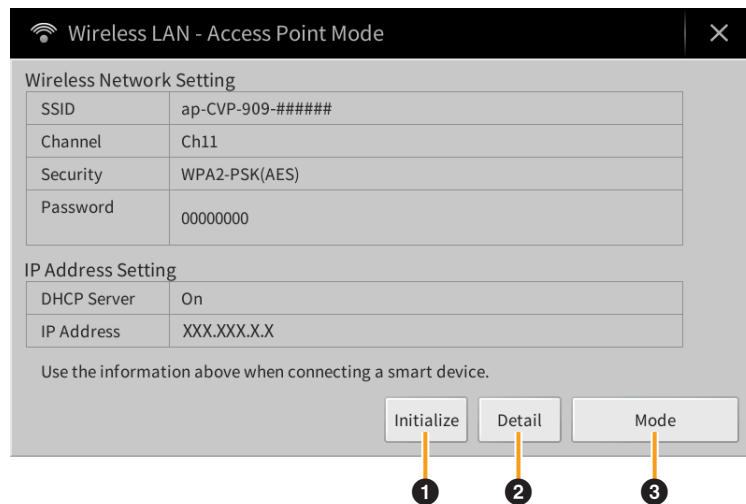 Wireless LAN - Access Point Mode
Wireless Network Setting
SSID ap-CVP-909-######
Channel Ch11
Security WPA2-PSK(AES)
Password 00000000
IP Address Setting
DHCP Server On
IP Address XXX.XXX.X.X
Use the information above when connecting a smart device.
Initialize Detail Mode
1 2 3